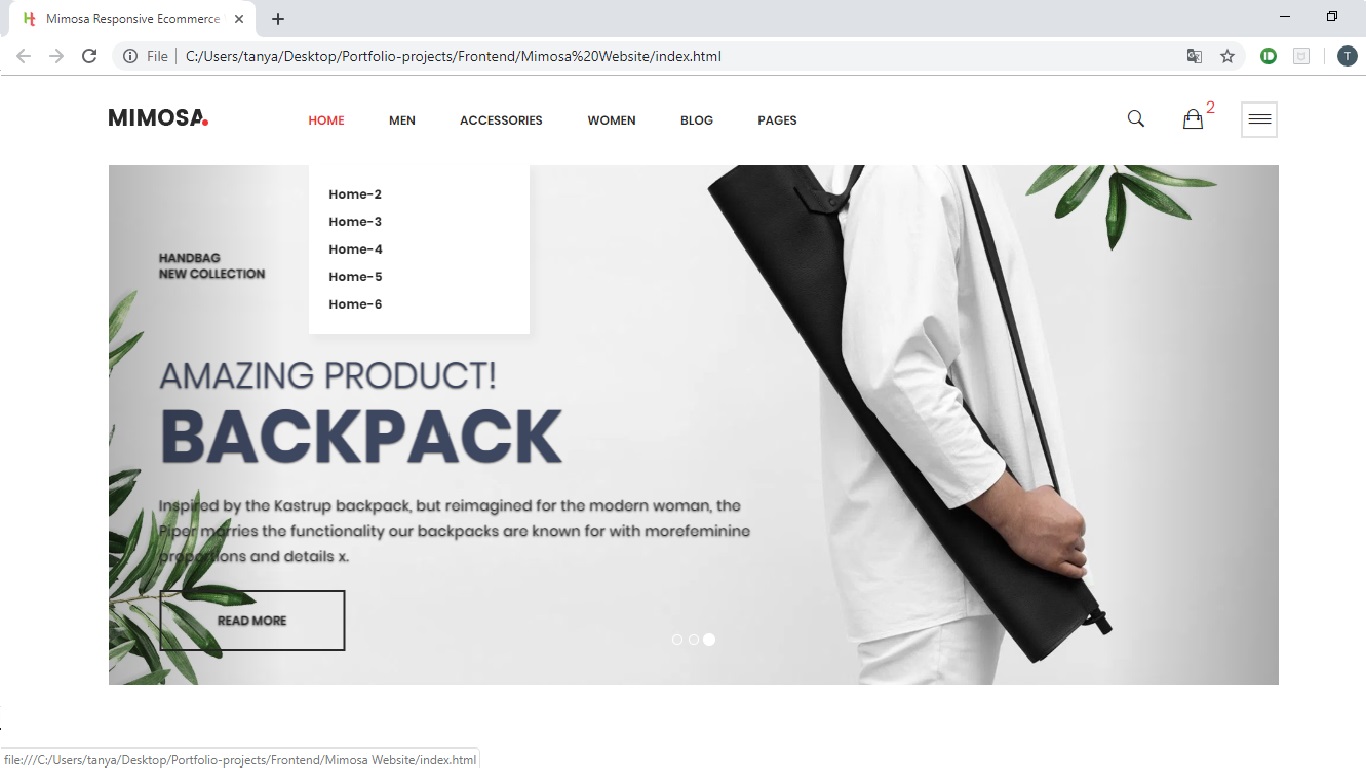 Mimosa Responsive Ecommerce
File
C:/Users/tanya/Desktop/Portfolio-projects/Frontend/Mimosa%20Website/index.html
T
MIMOSA.
HOME MEN ACCESSORIES WOMEN BLOG PAGES
2
Home-2
Home-3
Home-4
Home-5
Home-6
HANDBAG
NEW COLLECTION
AMAZING PRODUCT!
BACKPACK
Inspired by the Kastrup backpack, but reimagined for the modern woman, the
Piper marries the functionality our backpacks are known for with morefeminine
proportions and details x.
READ MORE
file:///C:/Users/tanya/Desktop/Portfolio-projects/Frontend/Mimosa Website/index.html